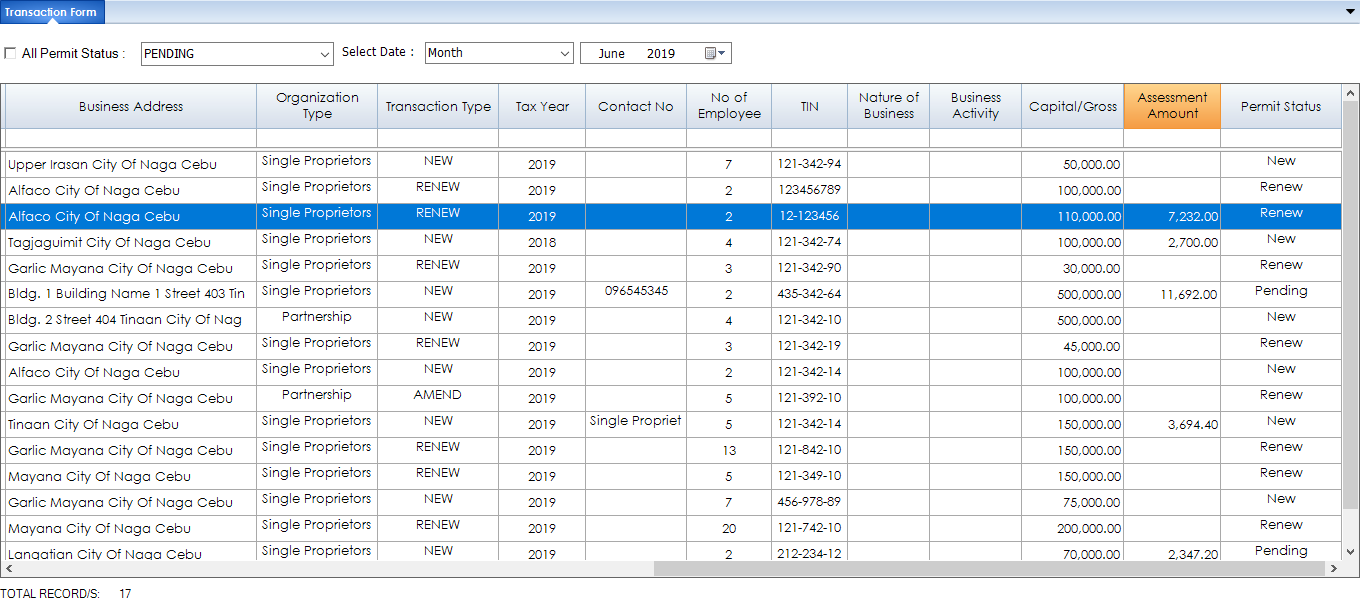 Transaction Form
All Permit Status : PENDING Select Date : Month June 2019
Business Address Organization Type Transaction Type Tax Year Contact No No of Employee TIN Nature of Business Business Activity Capital/Gross Assessment Amount Permit Status
Upper Irasan City Of Naga Cebu Single Proprietors NEW 2019 7 121-342-94 50,000.00 New
Alfaco City Of Naga Cebu Single Proprietors RENEW 2019 2 123456789 100,000.00 Renew
Alfaco City Of Naga Cebu Single Proprietors RENEW 2019 2 12-123456 110,000.00 7,232.00 Renew
Tagjaguimit City Of Naga Cebu Single Proprietors NEW 2018 4 121-342-74 100,000.00 2,700.00 New
Garlic Mayana City Of Naga Cebu Single Proprietors RENEW 2019 3 121-342-90 30,000.00 Renew
Bldg. 1 Building Name 1 Street 403 Tin Single Proprietors NEW 2019 096545345 2 435-342-64 500,000.00 11,692.00 Pending
Bldg. 2 Street 404 Tinaan City Of Nag Partnership NEW 2019 4 121-342-10 500,000.00 New
Garlic Mayana City Of Naga Cebu Single Proprietors RENEW 2019 3 121-342-19 45,000.00 Renew
Alfaco City Of Naga Cebu Single Proprietors NEW 2019 2 121-342-14 100,000.00 New
Garlic Mayana City Of Naga Cebu Partnership AMEND 2019 5 121-392-10 100,000.00 Renew
Tinaan City Of Naga Cebu Single Proprietors NEW 2019 Single Propriet 5 121-342-14 150,000.00 3,694.40 New
Garlic Mayana City Of Naga Cebu Single Proprietors RENEW 2019 13 121-842-10 150,000.00 Renew
Mayana City Of Naga Cebu Single Proprietors RENEW 2019 5 121-349-10 150,000.00 Renew
Garlic Mayana City Of Naga Cebu Single Proprietors NEW 2019 7 456-978-89 75,000.00 New
Mayana City Of Naga Cebu Single Proprietors RENEW 2019 20 121-742-10 200,000.00 Renew
Langatian City Of Naga Cebu Single Proprietors NEW 2019 2 212-234-12 70,000.00 2,347.20 Pending
TOTAL RECORD/S: 17